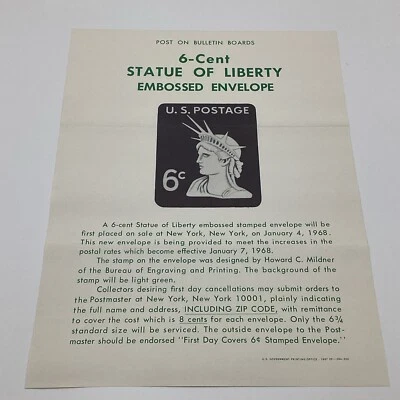 POST ON BULLETIN BOARDS
6-Cent
STATUE OF LIBERTY
EMBOSSED ENVELOPE
U.S. POSTAGE
6c
A 6-cent Statue of Liberty embossed stamped envelope will be
first placed on sale at New York, New York, on January 4, 1968.
This new envelope is being provided to meet the increases in the
postal rates which become effective January 7, 1968.
The stamp on the envelope was designed by Howard C. Mildner
of the Bureau of Engraving and Printing. The background of the
stamp will be light green.
Collectors desiring first day cancellations may submit orders to
the Postmaster at New York, New York 10001, plainly indicating
the full name and address, INCLUDING ZIP CODE, with remittance
to cover the cost which is 8 cents for each envelope. Only the 6¾
standard size will be serviced. The outside envelope to the Post-
master should be endorsed "First Day Covers 6¢ Stamped Envelope."
U.S. GOVERNMENT PRINTING OFFICE